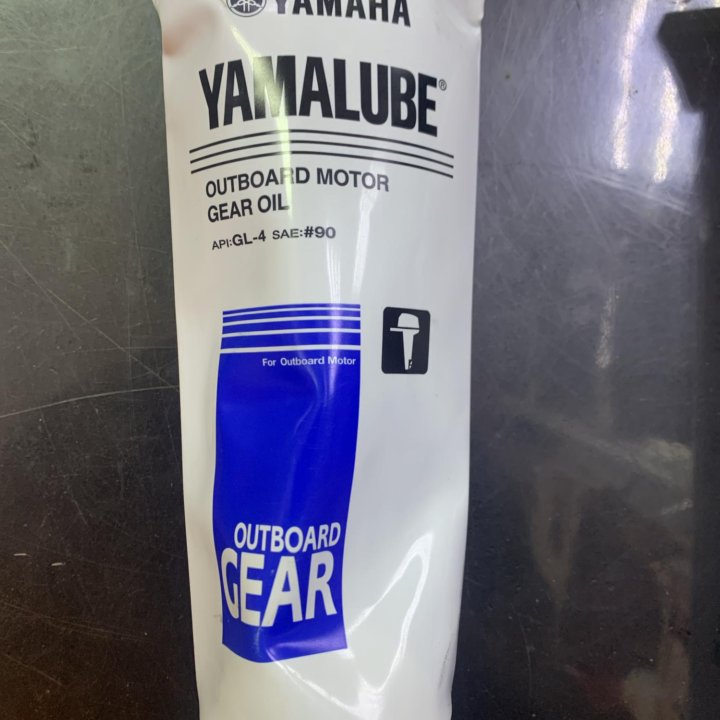 YAMAHA
YAMALUBE®
OUTBOARD MOTOR
GEAR OIL
API:GL-4 SAE:#90
For Outboard Motor
OUTBOARD
GEAR